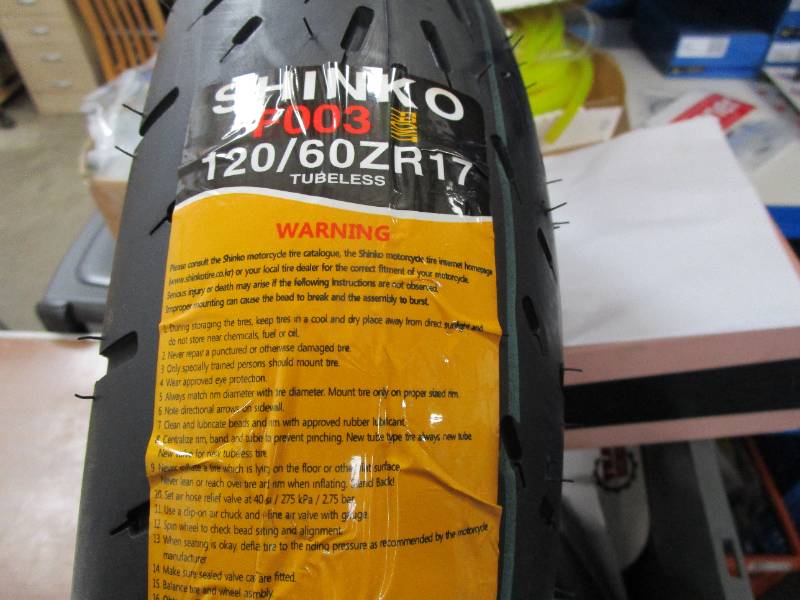 SHINKO
F003 FRONT
120/60ZR17
TUBELESS
WARNING
Please consult the Shinko motorcycle tire catalogue, the Shinko motorcycle tire internet homepage
(www.shinkotire.co.kr) or your local tire dealer for the correct fitment of your motorcycle.
Serious injury or death may arise if the fellowing instructions are not observed.
Improper mounting can cause the bead to break and the assembly to burst.
1. During storaging the tires, keep tires in a cool and dry place away from direct sunlight and
do not store near chemicals, fuel or oil.
2. Never repair a punctured or otherwise damaged tire.
3 Only specially trained persons should mount tire.
4. Wear approved eye protection.
5 Always match rim diameter with tire diameter. Mount tire only on proper sized rim.
6. Note directional arrows on sidewall.
7 Clean and lubricate beads and rim with approved rubber lubricant.
8. Centralize rim, band and tube to prevent pinching. New tube type tire always new tube
New valve for new tubeless tire.
9 Never inflate a tire which is lying on the floor or other flat surface.
Never lean or reach over tire and rim when inflating. Stand Back!
10. Set air hose relief valve at 40 si / 275 kPa / 2.75 bar.
11. Use a clip-on air chuck and in-line air valve with gauge.
12. Spin wheel to check bead siting and alignment.
13 When seating is okay, deflate tire to the riding pressure as recommended by the motorcycle
manufacturer
14. Make sure sealed valve cap are fitted.
15. Balance tire and wheel asmbly